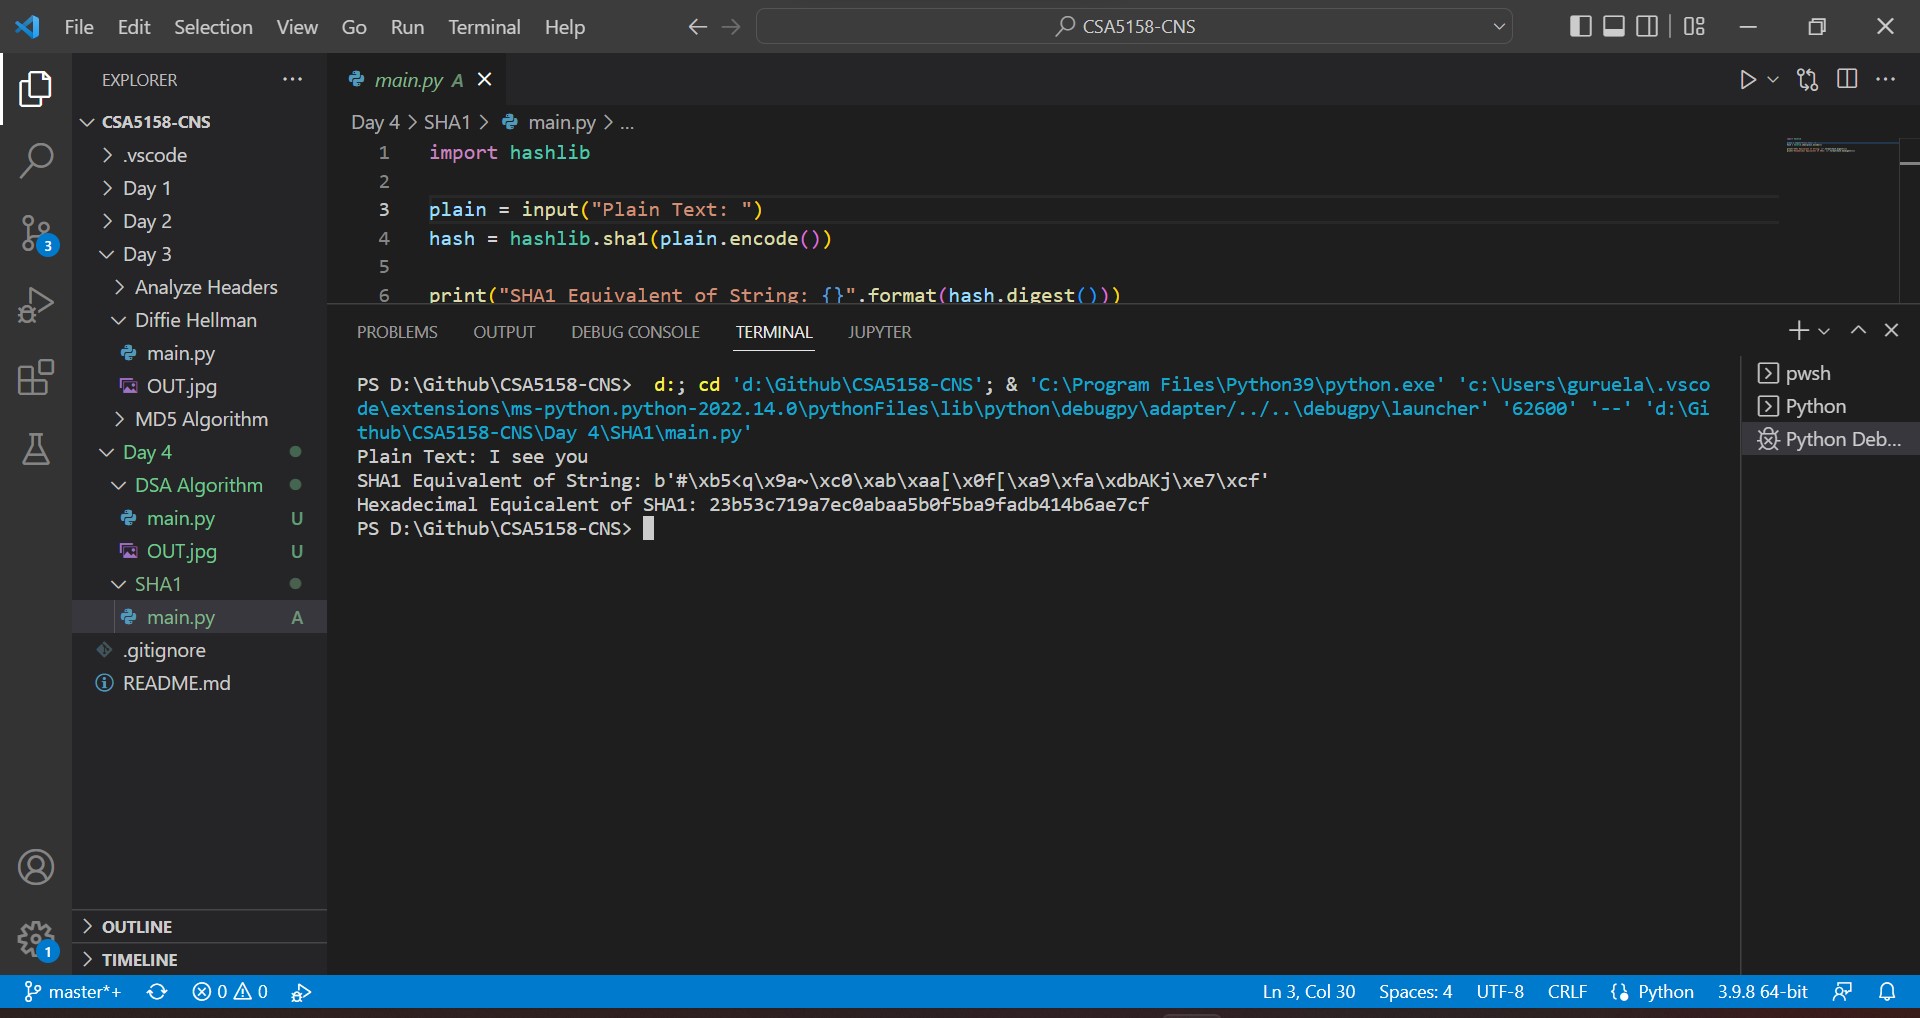 File Edit Selection View Go Run Terminal Help
CSA5158-CNS
EXPLORER
CSA5158-CNS
.vscode
Day 1
Day 2
Day 3
Analyze Headers
Diffie Hellman
main.py
OUT.jpg
MD5 Algorithm
Day 4
DSA Algorithm
main.py U
OUT.jpg U
SHA1
main.py A
.gitignore
README.md
OUTLINE
TIMELINE
3
1
main.py A
Day 4 > SHA1 > main.py > ...
1 import hashlib
2
3 plain = input("Plain Text: ")
4 hash = hashlib.sha1(plain.encode())
5
6 print("SHA1 Equivalent of String: {}".format(hash.digest()))
PROBLEMS OUTPUT DEBUG CONSOLE TERMINAL JUPYTER
PS D:\Github\CSA5158-CNS>  d:; cd 'd:\Github\CSA5158-CNS'; & 'C:\Program Files\Python39\python.exe' 'c:\Users\guruela\.vsco
de\extensions\ms-python.python-2022.14.0\pythonFiles\lib\python\debugpy\adapter/../..\debugpy\launcher' '62600' '--' 'd:\Gi
thub\CSA5158-CNS\Day 4\SHA1\main.py'
Plain Text: I see you
SHA1 Equivalent of String: b'#\xb5<q\x9a~\xc0\xab\xaa[\x0f[\xa9\xfa\xdbAKj\xe7\xcf'
Hexadecimal Equicalent of SHA1: 23b53c719a7ec0abaa5b0f5ba9fadb414b6ae7cf
PS D:\Github\CSA5158-CNS>
pwsh
Python
Python Deb...
master*+ 0 0 Ln 3, Col 30 Spaces: 4 UTF-8 CRLF Python 3.9.8 64-bit